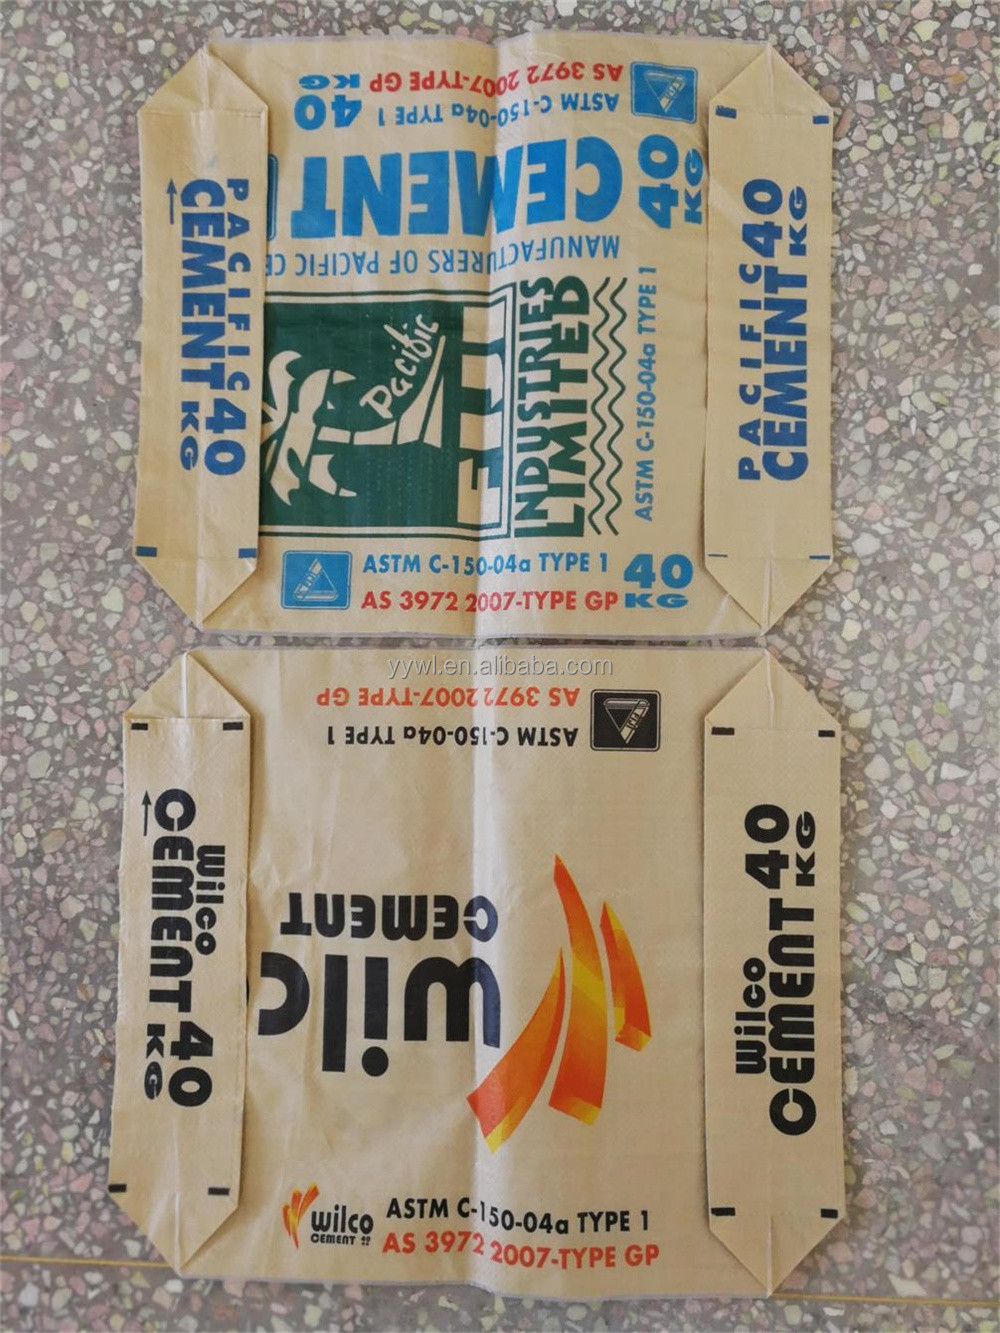 AS 3972 2007-TYPE GP
ASTM C-150-04a TYPE 1
40
KG
CEMENT
40
KG
MANUFACTURERS OF PACIFIC CE
Pacific
INDUSTRIES
LIMITED
ASTM C-150-04a TYPE 1
ASTM C-150-04a TYPE 1
AS 3972 2007-TYPE GP
40
KG
PACIFIC
CEMENT
40
KG
PACIFIC
CEMENT
40
KG
yywl.en.alibaba.com
AS 3972 2007-TYPE GP
ASTM C-150-04a TYPE 1
wilc
CEMENT
wilco
CEMENT
40
KG
wilco
CEMENT
40
KG
wilco
CEMENT
ASTM C-150-04a TYPE 1
AS 3972 2007-TYPE GP